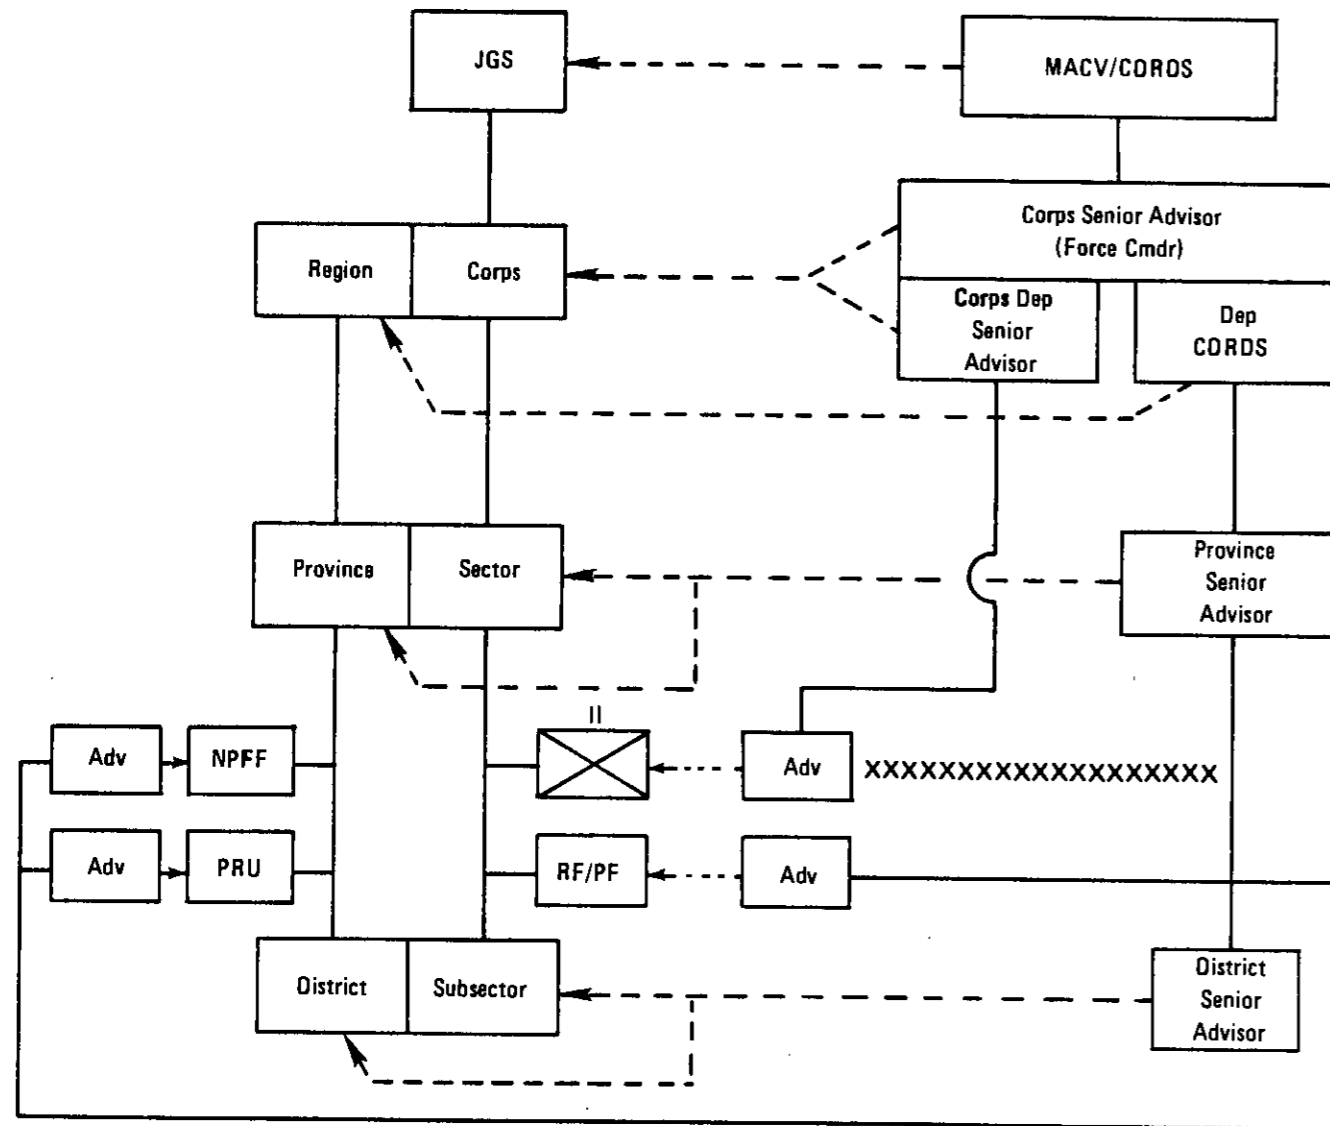 JGS
MACV/CORDS
Corps Senior Advisor
(Force Cmdr)
Region
Corps
Corps Dep
Senior
Advisor
Dep
CORDS
Province
Sector
Province
Senior
Advisor
II
Adv
NPFF
Adv
XXXXXXXXXXXXXXXXXXX
Adv
PRU
RF/PF
Adv
District
Subsector
District
Senior
Advisor